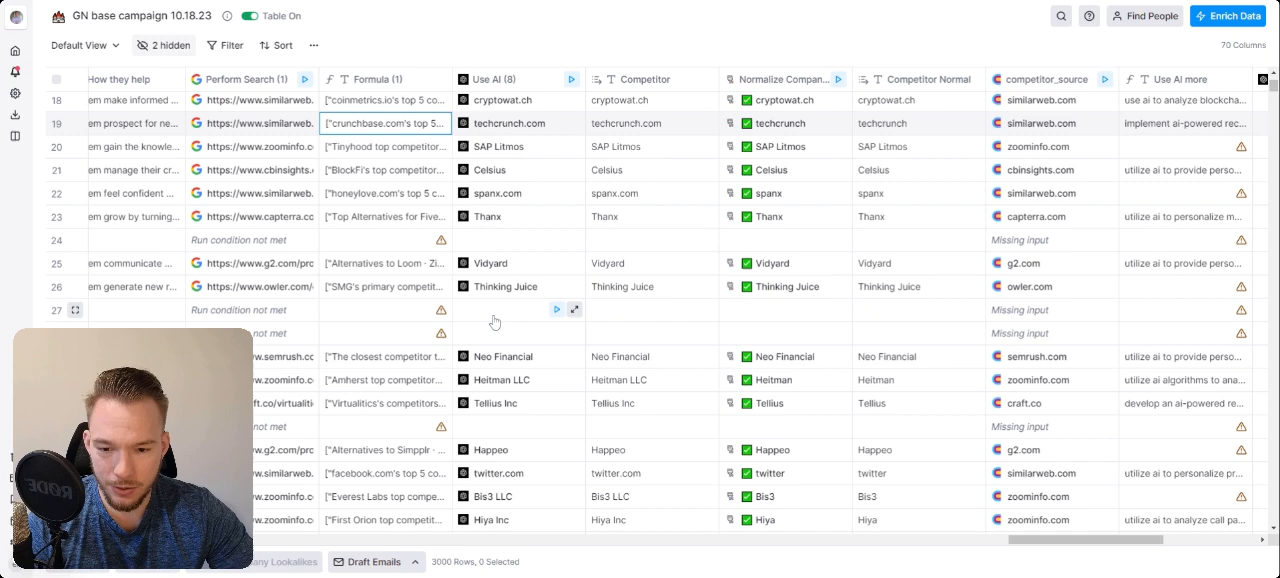 GN base campaign 10.18.23 Table On Find People Enrich Data
Default View 2 hidden Filter Sort 70 Columns
How they help Perform Search (1) Formula (1) Use AI (8) Competitor Normalize Compan... Competitor Normal competitor_source Use AI more
18 em make informed ... https://www.similarweb. ["coinmetrics.io's top 5 co... cryptowat.ch cryptowat.ch cryptowat.ch cryptowat.ch similarweb.com use ai to analyze blockcha...
19 em prospect for ne... https://www.similarweb. ["crunchbase.com's top 5... techcrunch.com techcrunch.com techcrunch techcrunch similarweb.com implement ai-powered rec...
20 em gain the knowle... https://www.zoominfo.c ["Tinyhood top competitor... SAP Litmos SAP Litmos SAP Litmos SAP Litmos zoominfo.com
21 em manage their cr... https://www.cbinsights. ["BlockFi's top competitor... Celsius Celsius Celsius Celsius cbinsights.com utilize ai to provide perso...
22 em feel confident ... https://www.similarweb. ["honeylove.com's top 5 c... spanx.com spanx.com spanx spanx similarweb.com
23 em grow by turning... https://www.capterra.cc ["Top Alternatives for Five... Thanx Thanx Thanx Thanx capterra.com utilize ai to personalize m...
24 Run condition not met Missing input
25 em communicate ... https://www.g2.com/prc ["Alternatives to Loom · Zi... Vidyard Vidyard Vidyard Vidyard g2.com utilize ai to provide perso...
26 em generate new r... https://www.owler.com/ ["SMG's primary competit... Thinking Juice Thinking Juice Thinking Juice Thinking Juice owler.com
27 Run condition not met Missing input
not met Missing input
w.semrush.cc ["The closest competitor t... Neo Financial Neo Financial Neo Financial Neo Financial semrush.com utilize ai to provide perso...
w.zoominfo.c ["Amherst top competitor... Heitman LLC Heitman LLC Heitman Heitman zoominfo.com utilize ai algorithms to ana...
ft.co/virtualiti ["Virtualitics's competitors... Tellius Inc Tellius Inc Tellius Tellius craft.co develop an ai-powered re...
not met Missing input
w.g2.com/prc ["Alternatives to Simpplr · ... Happeo Happeo Happeo Happeo g2.com
w.similarweb. ["facebook.com's top 5 co... twitter.com twitter.com twitter twitter similarweb.com utilize ai to personalize pr...
w.zoominfo.c ["Everest Labs top compe... Bis3 LLC Bis3 LLC Bis3 Bis3 zoominfo.com
w.zoominfo.c ["First Orion top competit... Hiya Inc Hiya Inc Hiya Hiya zoominfo.com utilize ai to analyze call pa...
any Lookalikes Draft Emails 3000 Rows, 0 Selected
RØDE